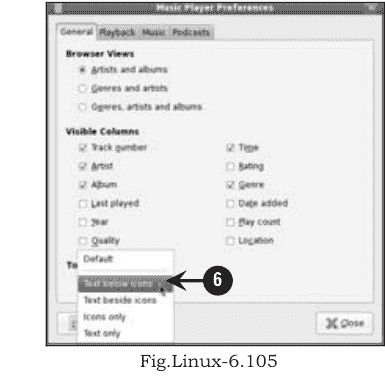 Music Player Preferences
General Playback Music Podcasts
Browser Views
Artists and albums
Genres and artists
Genres, artists and albums
Visible Columns
Track number Time
Artist Rating
Album Genre
Last played Date added
Year Play count
Quality Location
To
Default
Text below icons
6
Text beside icons
Icons only
Text only
Close
Fig.Linux-6.105